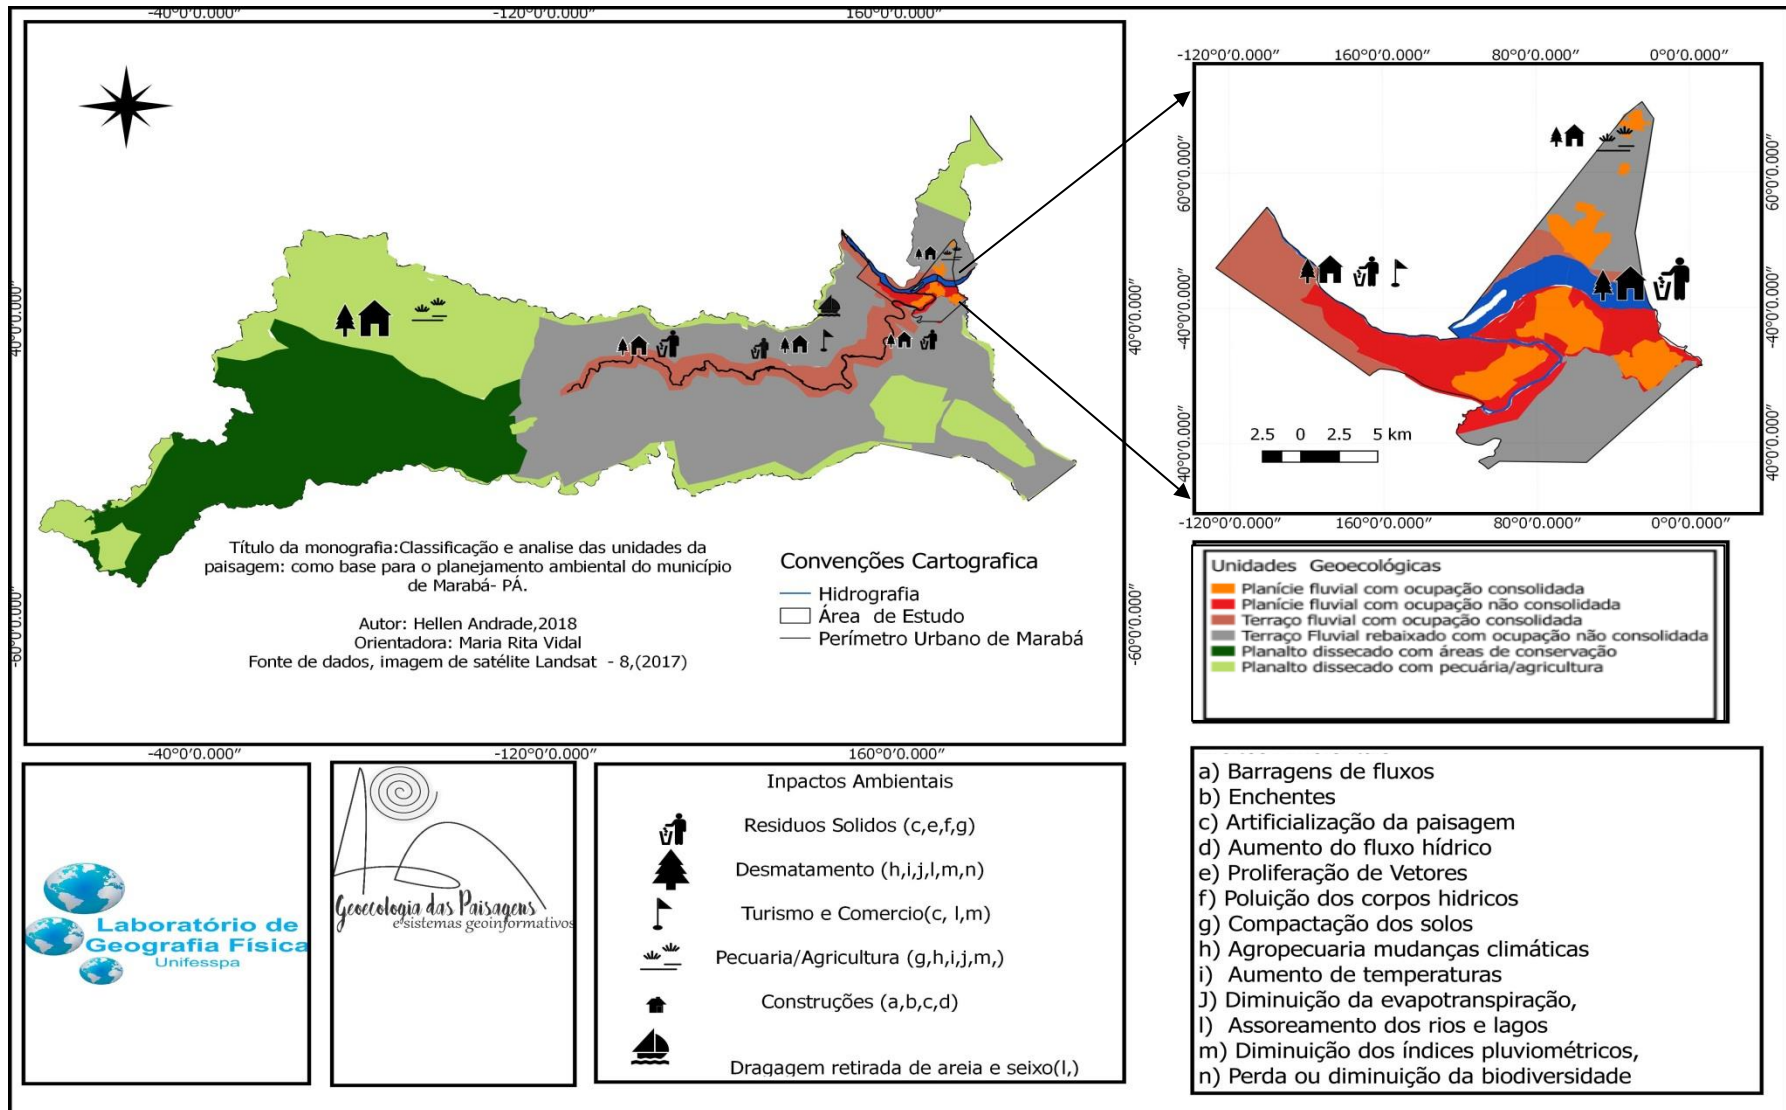 -40°0'0.000"
-120°0'0.000"
160°0'0.000"
40°0'0.000"
-60°0'0.000"
40°0'0.000"
-60°0'0.000"
Título da monografia:Classificação e analise das unidades da
paisagem: como base para o planejamento ambiental do município
de Marabá- PÁ.
Autor: Hellen Andrade,2018
Orientadora: Maria Rita Vidal
Fonte de dados, imagem de satélite Landsat - 8,(2017)
Convenções Cartografica
Hidrografia
Área de Estudo
Perímetro Urbano de Marabá
-40°0'0.000"
-120°0'0.000"
160°0'0.000"
-120°0'0.000"
160°0'0.000"
80°0'0.000"
0°0'0.000"
60°0'0.000"
-40°0'0.000"
40°0'0.000"
60°0'0.000"
-40°0'0.000"
40°0'0.000"
2.5 0 2.5 5 km
-120°0'0.000"
160°0'0.000"
80°0'0.000"
0°0'0.000"
Unidades Geoecológicas
Planície fluvial com ocupação consolidada
Planície fluvial com ocupação não consolidada
Terraço fluvial com ocupação consolidada
Terraço Fluvial rebaixado com ocupação não consolidada
Planalto dissecado com áreas de conservação
Planalto dissecado com pecuária/agricultura
Laboratório de
Geografia Física
Unifesspa
Geoecologia das Paisagens
e sistemas geoinformativos
Inpactos Ambientais
Residuos Solidos (c,e,f,g)
Desmatamento (h,i,j,l,m,n)
Turismo e Comercio(c, l,m)
Pecuaria/Agricultura (g,h,i,j,m,)
Construções (a,b,c,d)
Dragagem retirada de areia e seixo(l,)
a) Barragens de fluxos
b) Enchentes
c) Artificialização da paisagem
d) Aumento do fluxo hídrico
e) Proliferação de Vetores
f) Poluição dos corpos hidricos
g) Compactação dos solos
h) Agropecuaria mudanças climáticas
i) Aumento de temperaturas
J) Diminuição da evapotranspiração,
l) Assoreamento dos rios e lagos
m) Diminuição dos índices pluviométricos,
n) Perda ou diminuição da biodiversidade